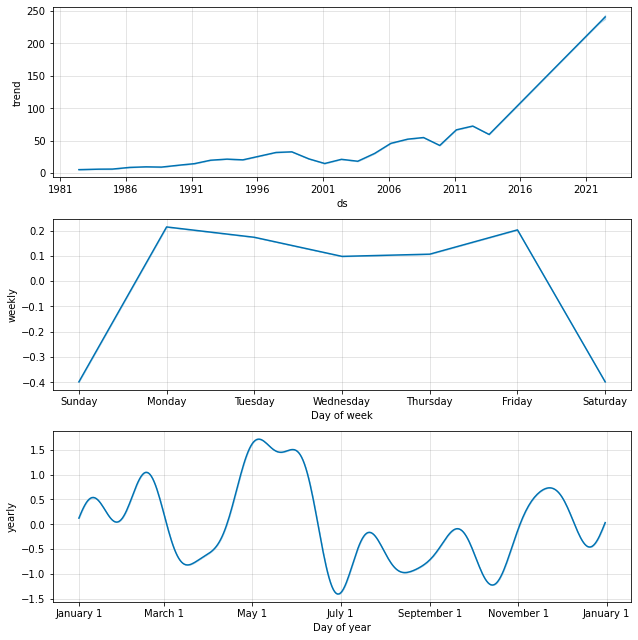 250
200
150
100
50
0
trend
1981 1986 1991 1996 2001 2006 2011 2016 2021
ds
0.2
0.1
0.0
−0.1
−0.2
−0.3
−0.4
weekly
Sunday Monday Tuesday Wednesday Thursday Friday Saturday
Day of week
1.5
1.0
0.5
0.0
−0.5
−1.0
−1.5
yearly
January 1 March 1 May 1 July 1 September 1 November 1 January 1
Day of year